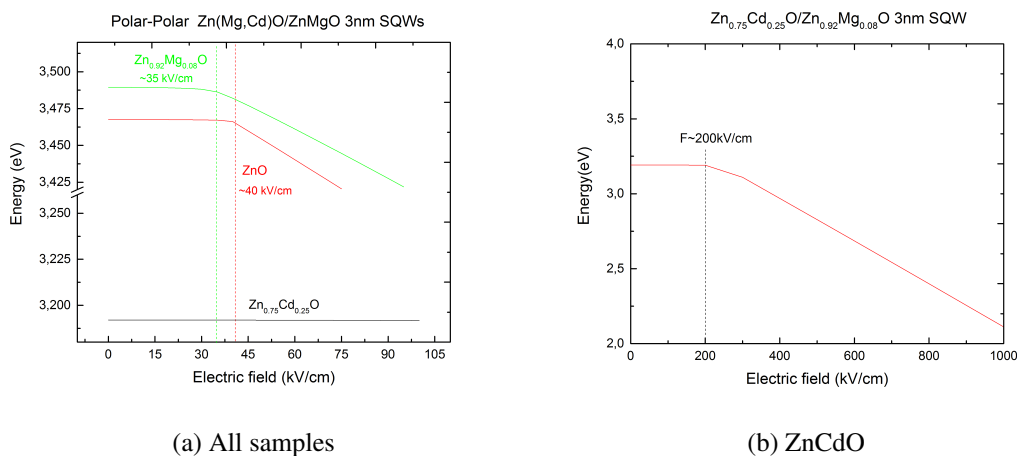 Polar-Polar Zn(Mg,Cd)O/ZnMgO 3nm SQWs
Zn0.92Mg0.08O
~35 kV/cm
3,500
3,475
3,450
3,425
3,250
3,225
3,200
Energy (eV)
ZnO
~40 kV/cm
Zn0.75Cd0.25O
0 15 30 45 60 75 90 105
Electric field (kV/cm)
(a) All samples
Zn0.75Cd0.25O/Zn0.92Mg0.08O 3nm SQW
4,0
3,5
3,0
2,5
2,0
Energy(eV)
F~200kV/cm
0 200 400 600 800 1000
Electric field (kV/cm)
(b) ZnCdO